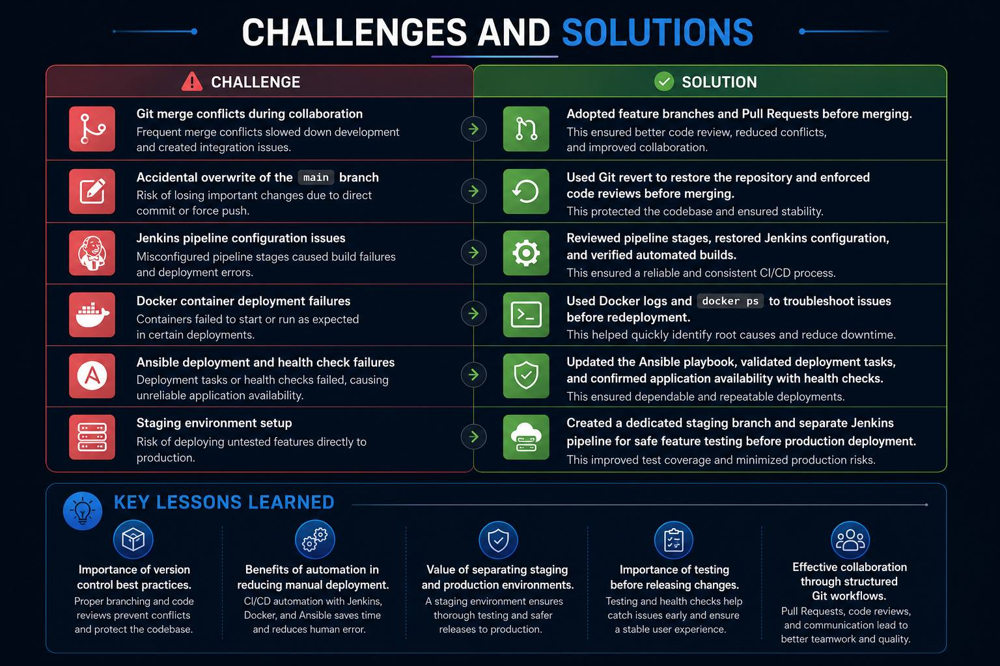 CHALLENGES AND SOLUTIONS
CHALLENGE
SOLUTION
Git merge conflicts during collaboration
Frequent merge conflicts slowed down development
and created integration issues.
Adopted feature branches and Pull Requests before merging.
This ensured better code review, reduced conflicts,
and improved collaboration.
Accidental overwrite of the main branch
Risk of losing important changes due to direct
commit or force push.
Used Git revert to restore the repository and enforced
code reviews before merging.
This protected the codebase and ensured stability.
Jenkins pipeline configuration issues
Misconfigured pipeline stages caused build failures
and deployment errors.
Reviewed pipeline stages, restored Jenkins configuration,
and verified automated builds.
This ensured a reliable and consistent CI/CD process.
Docker container deployment failures
Containers failed to start or run as expected
in certain deployments.
Used Docker logs and docker ps to troubleshoot issues
before redeployment.
This helped quickly identify root causes and reduce downtime.
Ansible deployment and health check failures
Deployment tasks or health checks failed, causing
unreliable application availability.
Updated the Ansible playbook, validated deployment tasks,
and confirmed application availability with health checks.
This ensured dependable and repeatable deployments.
Staging environment setup
Risk of deploying untested features directly to
production.
Created a dedicated staging branch and separate Jenkins
pipeline for safe feature testing before production deployment.
This improved test coverage and minimized production risks.
KEY LESSONS LEARNED
Importance of version
control best practices.
Proper branching and code
reviews prevent conflicts
and protect the codebase.
Benefits of automation in
reducing manual deployment.
CI/CD automation with Jenkins,
Docker, and Ansible saves time
and reduces human error.
Value of separating staging
and production environments.
A staging environment ensures
thorough testing and safer
releases to production.
Importance of testing
before releasing changes.
Testing and health checks help
catch issues early and ensure
a stable user experience.
Effective collaboration
through structured
Git workflows.
Pull Requests, code reviews,
and communication lead to
better teamwork and quality.